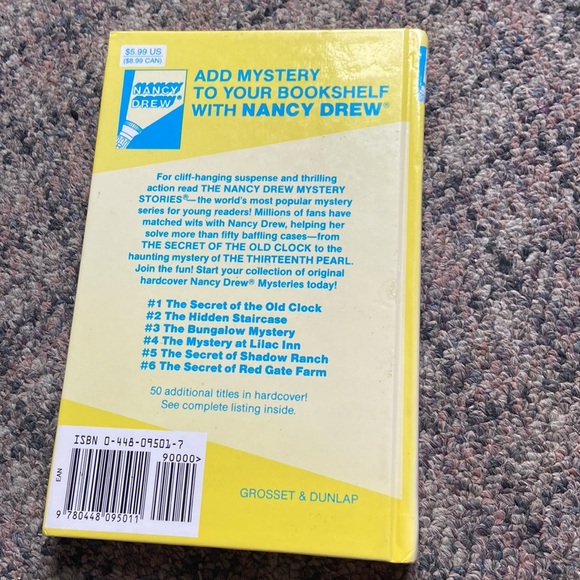 $5.99 US
($8.99 CAN)
NANCY
DREW®
ADD MYSTERY
TO YOUR BOOKSHELF
WITH NANCY DREW®
For cliff-hanging suspense and thrilling
action read THE NANCY DREW MYSTERY
STORIES®—the world's most popular mystery
series for young readers! Millions of fans have
matched wits with Nancy Drew, helping her
solve more than fifty baffling cases—from
THE SECRET OF THE OLD CLOCK to the
haunting mystery of THE THIRTEENTH PEARL.
Join the fun! Start your collection of original
hardcover Nancy Drew® Mysteries today!
#1 The Secret of the Old Clock
#2 The Hidden Staircase
#3 The Bungalow Mystery
#4 The Mystery at Lilac Inn
#5 The Secret of Shadow Ranch
#6 The Secret of Red Gate Farm
50 additional titles in hardcover!
See complete listing inside.
ISBN 0-448-09501-7
90000>
EAN
9 780448 095011
GROSSET & DUNLAP